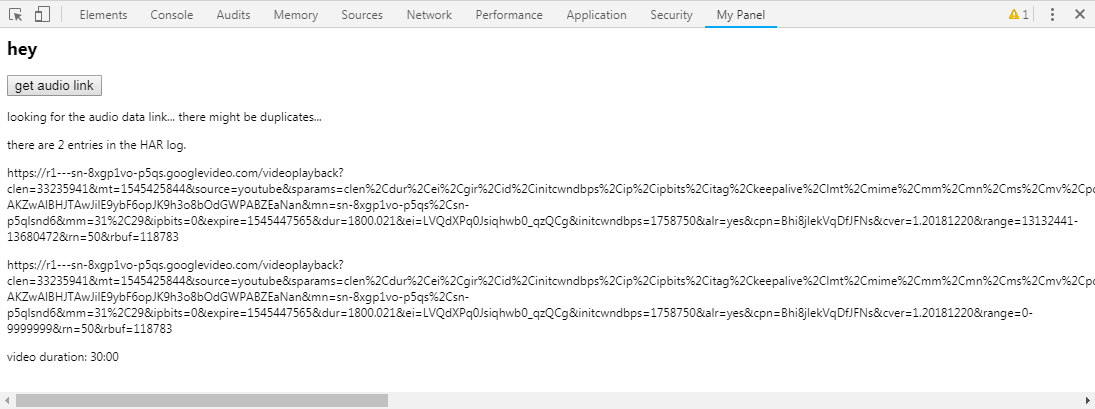 Elements Console Audits Memory Sources Network Performance Application Security My Panel 1
hey
get audio link
looking for the audio data link... there might be duplicates...
there are 2 entries in the HAR log.
https://r1---sn-8xgp1vo-p5qs.googlevideo.com/videoplayback?
clen=33235941&mt=1545425844&source=youtube&sparams=clen%2Cdur%2Cei%2Cgir%2Cid%2Cinitcwndbps%2Cip%2Cipbits%2Citag%2Ckeepalive%2Clmt%2Cmime%2Cmm%2Cmn%2Cms%2Cmv%2Cpc
AKZwAIBHJTAwJilE9ybF6opJK9h3o8bOdGWPABZEaNan&mn=sn-8xgp1vo-p5qs%2Csn-
p5qlsnd6&mm=31%2C29&ipbits=0&expire=1545447565&dur=1800.021&ei=LVQdXPq0Jsiqhwb0_qzQCg&initcwndbps=1758750&alr=yes&cpn=Bhi8jIekVqDfJFNs&cver=1.20181220&range=13132441-
13680472&rn=50&rbuf=118783
https://r1---sn-8xgp1vo-p5qs.googlevideo.com/videoplayback?
clen=33235941&mt=1545425844&source=youtube&sparams=clen%2Cdur%2Cei%2Cgir%2Cid%2Cinitcwndbps%2Cip%2Cipbits%2Citag%2Ckeepalive%2Clmt%2Cmime%2Cmm%2Cmn%2Cms%2Cmv%2Cpc
AKZwAIBHJTAwJilE9ybF6opJK9h3o8bOdGWPABZEaNan&mn=sn-8xgp1vo-p5qs%2Csn-
p5qlsnd6&mm=31%2C29&ipbits=0&expire=1545447565&dur=1800.021&ei=LVQdXPq0Jsiqhwb0_qzQCg&initcwndbps=1758750&alr=yes&cpn=Bhi8jIekVqDfJFNs&cver=1.20181220&range=0-
9999999&rn=50&rbuf=118783
video duration: 30:00